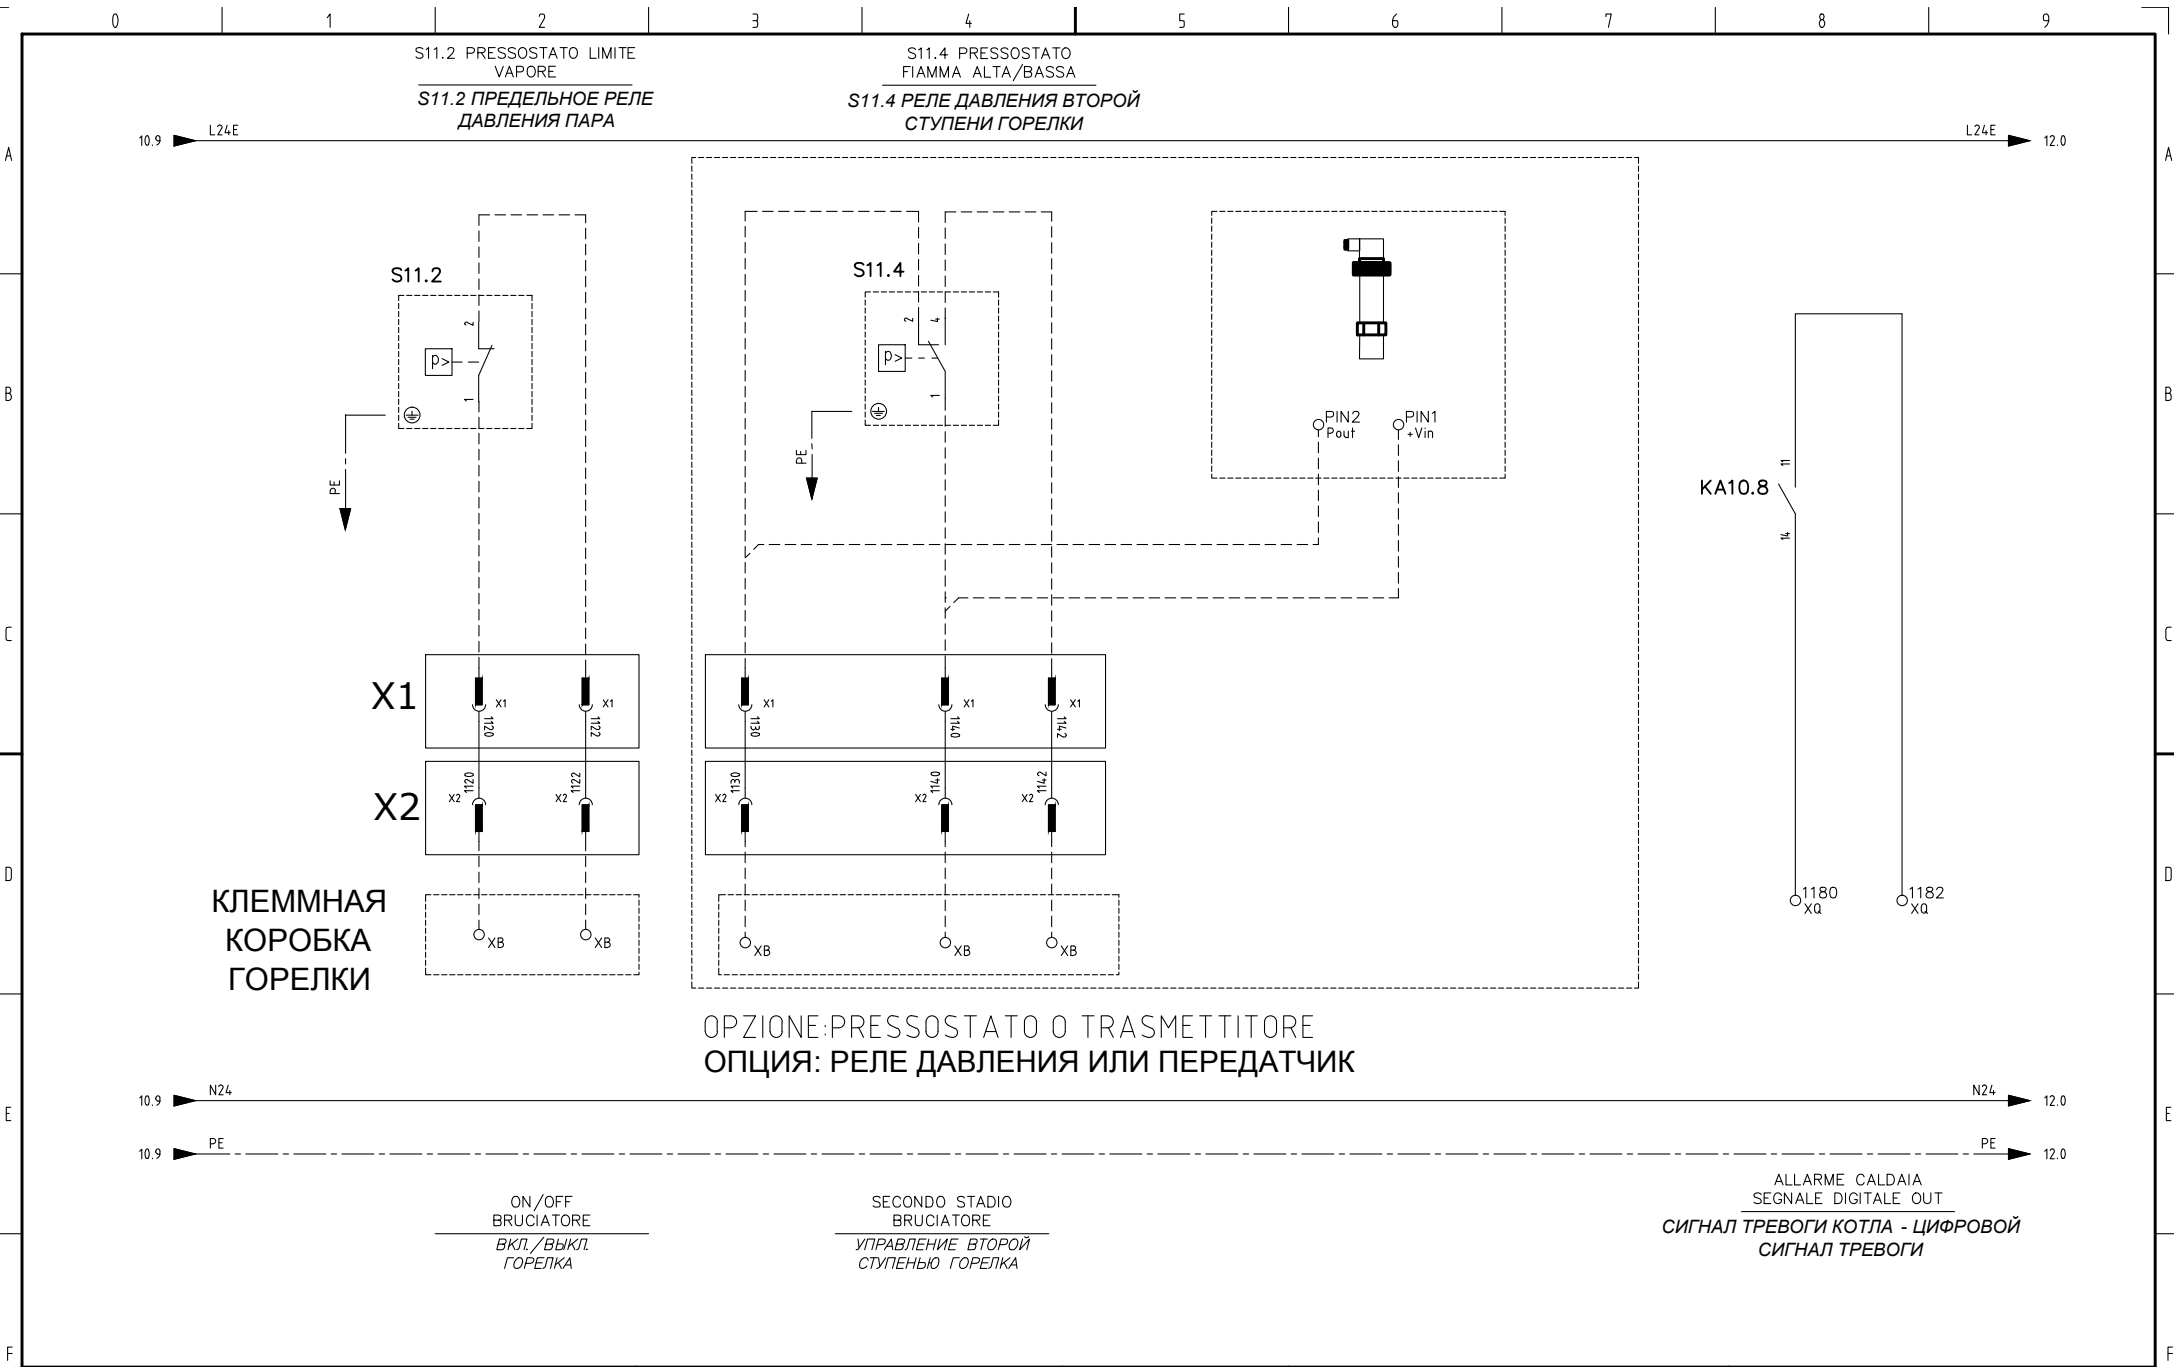 0 1 2 3 4 5 6 7 8 9
S11.2 PRESSOSTATO LIMITE
VAPORE
S11.2 ПРЕДЕЛЬНОЕ РЕЛЕ
ДАВЛЕНИЯ ПАРА
S11.4 PRESSOSTATO
FIAMMA ALTA/BASSA
S11.4 РЕЛЕ ДАВЛЕНИЯ ВТОРОЙ
СТУПЕНИ ГОРЕЛКИ
10.9 L24E L24E 12.0
A A
S11.2
2
p>
1
PE
S11.4
2 4
p>
1
PE
PIN2
Pout
PIN1
+Vin
B B
11
KA10.8
14
C C
X1
X1 X1 X1 X1 X1
1120 1122 1130 1140 1142
X2
1120 1122 1130 1140 1142
X2 X2 X2 X2 X2
D D
КЛЕММНАЯ
КОРОБКА
ГОРЕЛКИ
XB XB XB XB XB
1180
XQ
1182
XQ
OPZIONE:PRESSOSTATO O TRASMETTITORE
ОПЦИЯ: РЕЛЕ ДАВЛЕНИЯ ИЛИ ПЕРЕДАТЧИК
10.9 N24 N24 12.0
E E
10.9 PE PE 12.0
ON/OFF
BRUCIATORE
ВКЛ./ВЫКЛ.
ГОРЕЛКА
SECONDO STADIO
BRUCIATORE
УПРАВЛЕНИЕ ВТОРОЙ
СТУПЕНЬЮ ГОРЕЛКА
ALLARME CALDAIA
SEGNALE DIGITALE OUT
СИГНАЛ ТРЕВОГИ КОТЛА - ЦИФРОВОЙ
СИГНАЛ ТРЕВОГИ
F F